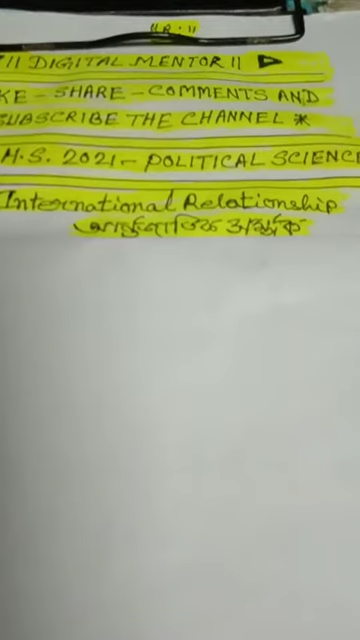 "R."
!! DIGITAL MENTOR !! ▷
KE – SHARE – COMMENTS AND
SUBSCRIBE THE CHANNEL *
H.S. 2021 – POLITICAL SCIENCE
International Relationship
আন্তর্জাতিক সম্পর্ক